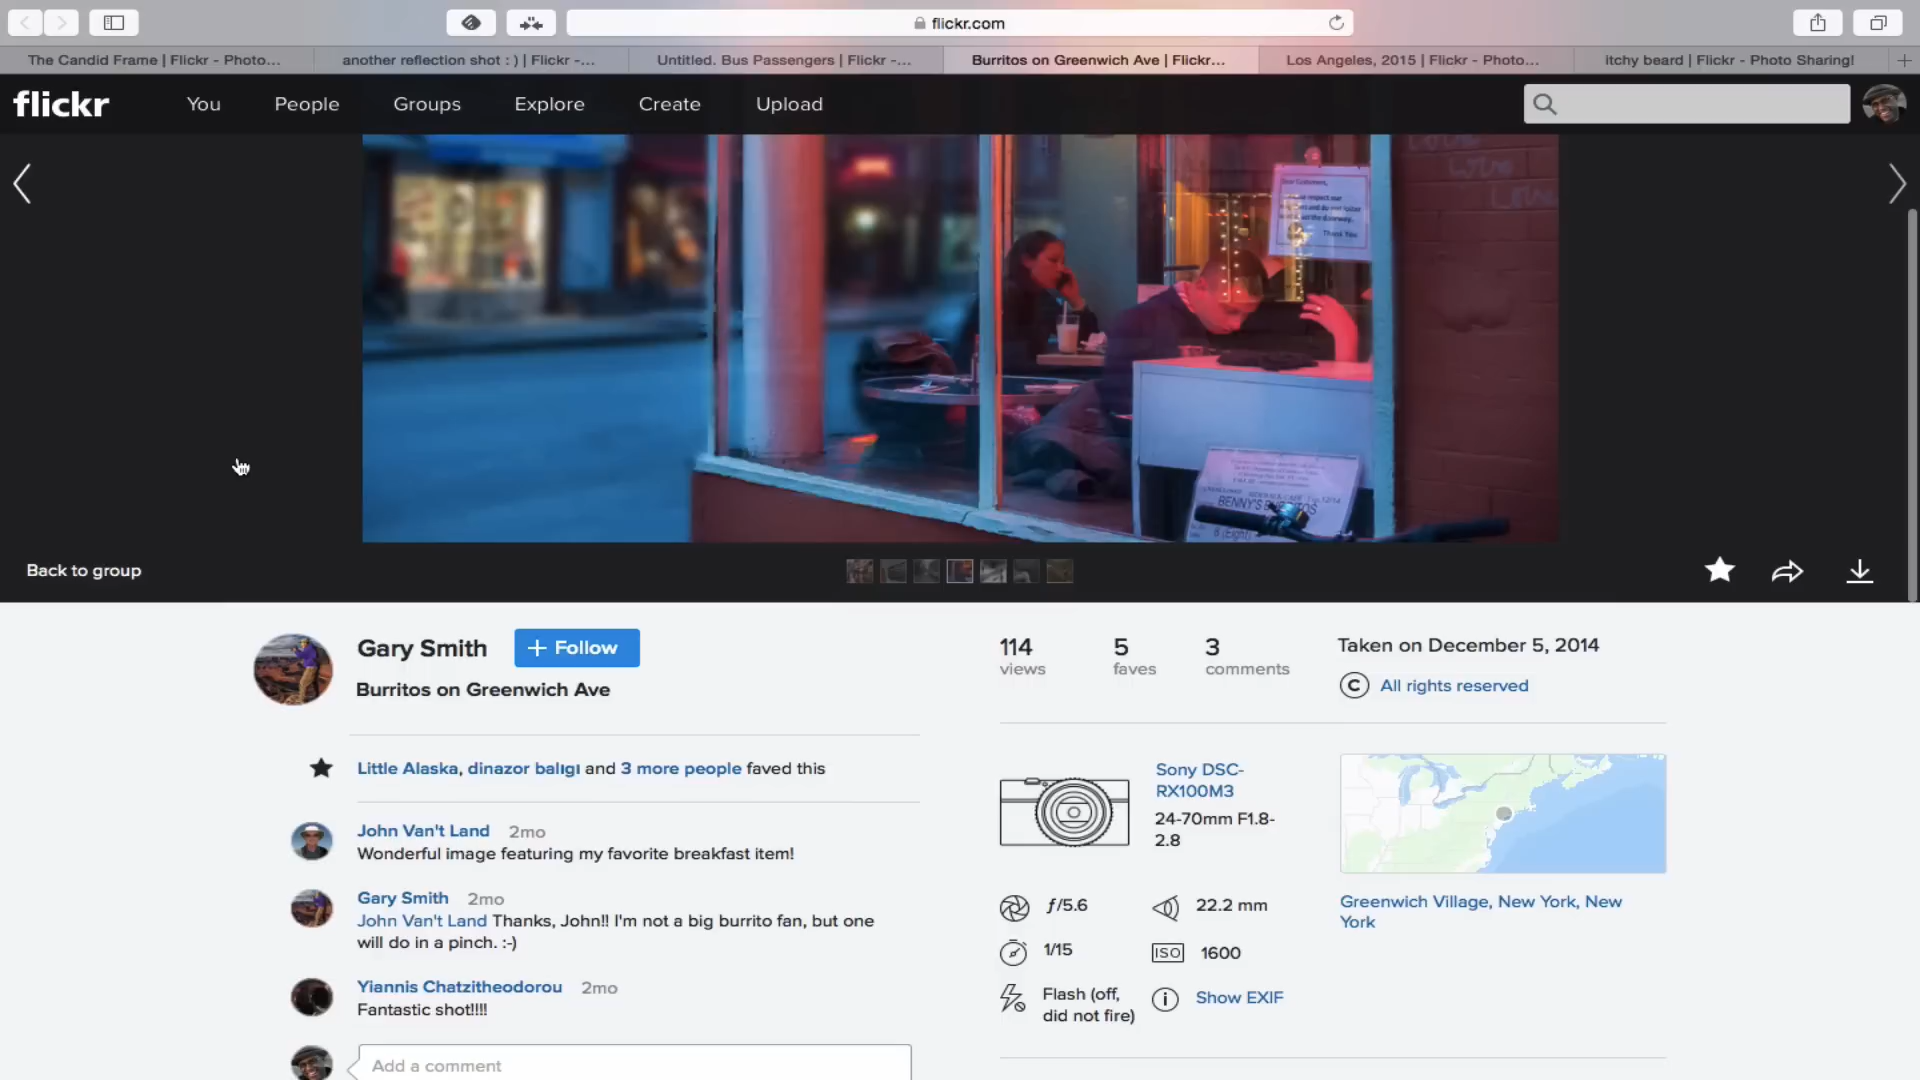 flickr.com
The Candid Frame | Flickr - Photo...
another reflection shot : ) | Flickr -...
Untitled. Bus Passengers | Flickr -...
Burritos on Greenwich Ave | Flickr...
Los Angeles, 2015 | Flickr - Photo...
itchy beard | Flickr - Photo Sharing!
flickr
You
People
Groups
Explore
Create
Upload
Dear Customers,
Thank You
BENNY'S BURRITOS
Back to group
Gary Smith
+ Follow
Burritos on Greenwich Ave
114 views
5 faves
3 comments
Taken on December 5, 2014
© All rights reserved
Little Alaska, dinazor balıgı and 3 more people faved this
John Van't Land 2mo
Wonderful image featuring my favorite breakfast item!
Gary Smith 2mo
John Van't Land Thanks, John!! I'm not a big burrito fan, but one
will do in a pinch. :-)
Yiannis Chatzitheodorou 2mo
Fantastic shot!!!!
Add a comment
Sony DSC-
RX100M3
24-70mm F1.8-
2.8
ƒ/5.6
22.2 mm
1/15
ISO 1600
Flash (off,
did not fire)
Show EXIF
Greenwich Village, New York, New
York